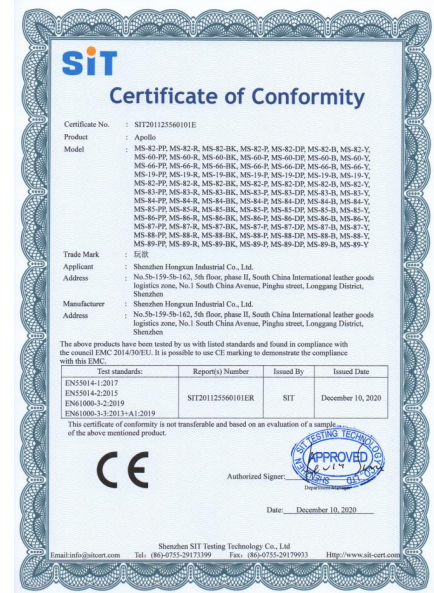 SiT
Certificate of Conformity
Certificate No. : SIT201125560101E
Product : Apollo
Model : MS-82-PP, MS-82-R, MS-82-BK, MS-82-P, MS-82-DP, MS-82-B, MS-82-Y,
MS-60-PP, MS-60-R, MS-60-BK, MS-60-P, MS-60-DP, MS-60-B, MS-60-Y,
MS-66-PP, MS-66-R, MS-66-BK, MS-66-P, MS-66-DP, MS-66-B, MS-66-Y,
MS-19-PP, MS-19-R, MS-19-BK, MS-19-P, MS-19-DP, MS-19-B, MS-19-Y,
MS-82-PP, MS-82-R, MS-82-BK, MS-82-P, MS-82-DP, MS-82-B, MS-82-Y,
MS-83-PP, MS-83-R, MS-83-BK, MS-83-P, MS-83-DP, MS-83-B, MS-83-Y,
MS-84-PP, MS-84-R, MS-84-BK, MS-84-P, MS-84-DP, MS-84-B, MS-84-Y,
MS-85-PP, MS-85-R, MS-85-BK, MS-85-P, MS-85-DP, MS-85-B, MS-85-Y,
MS-86-PP, MS-86-R, MS-86-BK, MS-86-P, MS-86-DP, MS-86-B, MS-86-Y,
MS-87-PP, MS-87-R, MS-87-BK, MS-87-P, MS-87-DP, MS-87-B, MS-87-Y,
MS-88-PP, MS-88-R, MS-88-BK, MS-88-P, MS-88-DP, MS-88-B, MS-88-Y,
MS-89-PP, MS-89-R, MS-89-BK, MS-89-P, MS-89-DP, MS-89-B, MS-89-Y
Trade Mark : 玩欲
Applicant : Shenzhen Hongxun Industrial Co., Ltd.
Address : No.5b-159-5b-162, 5th floor, phase II, South China International leather goods
logistics zone, No.1 South China Avenue, Pinghu street, Longgang District,
Shenzhen
Manufacturer : Shenzhen Hongxun Industrial Co., Ltd.
Address : No.5b-159-5b-162, 5th floor, phase II, South China International leather goods
logistics zone, No.1 South China Avenue, Pinghu street, Longgang District,
Shenzhen
The above products have been tested by us with listed standards and found in compliance with
the council EMC 2014/30/EU. It is possible to use CE marking to demonstrate the compliance
with this EMC.
Test standards: Report(s) Number Issued By Issued Date
EN55014-1:2017
EN55014-2:2015
EN61000-3-2:2019
EN61000-3-3:2013+A1:2019
SIT201125560101ER SIT December 10, 2020
This certificate of conformity is not transferable and based on an evaluation of a sample
of the above mentioned product.
CE
SIT TESTING TECHNOLOGY
APPROVED
Authorized Signer:
Department Manager
Date: December 10, 2020
Shenzhen SIT Testing Technology Co., Ltd
Email:info@sitcert.com Tel: (86)-0755-29173399 Fax: (86)-0755-29179933 Http://www.sit-cert.com